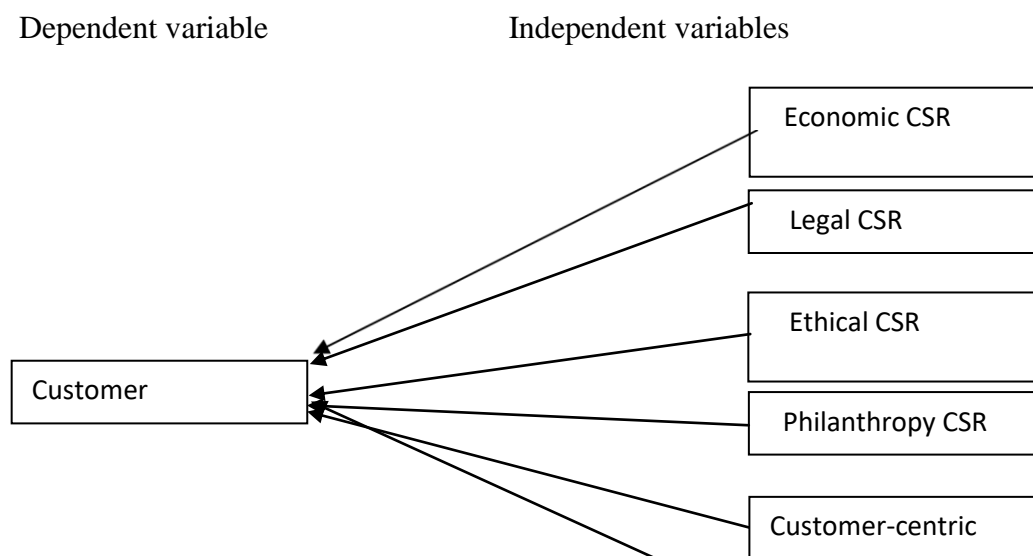 Dependent variable
Independent variables
Economic CSR
Legal CSR
Ethical CSR
Customer
Philanthropy CSR
Customer-centric